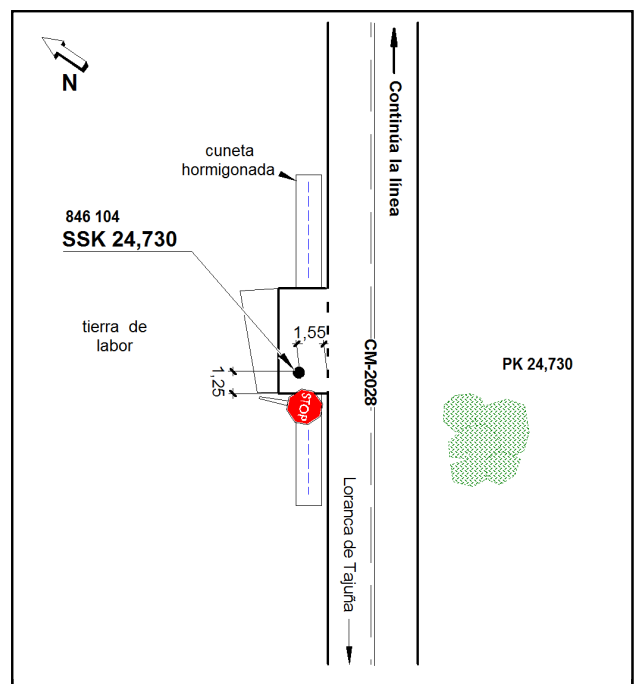 N
Continúa la línea
cuneta
hormigonada
846 104
SSK 24,730
tierra de
labor
1,55
CM-2028
PK 24,730
1,25
STOP
Loranca de Tajuña